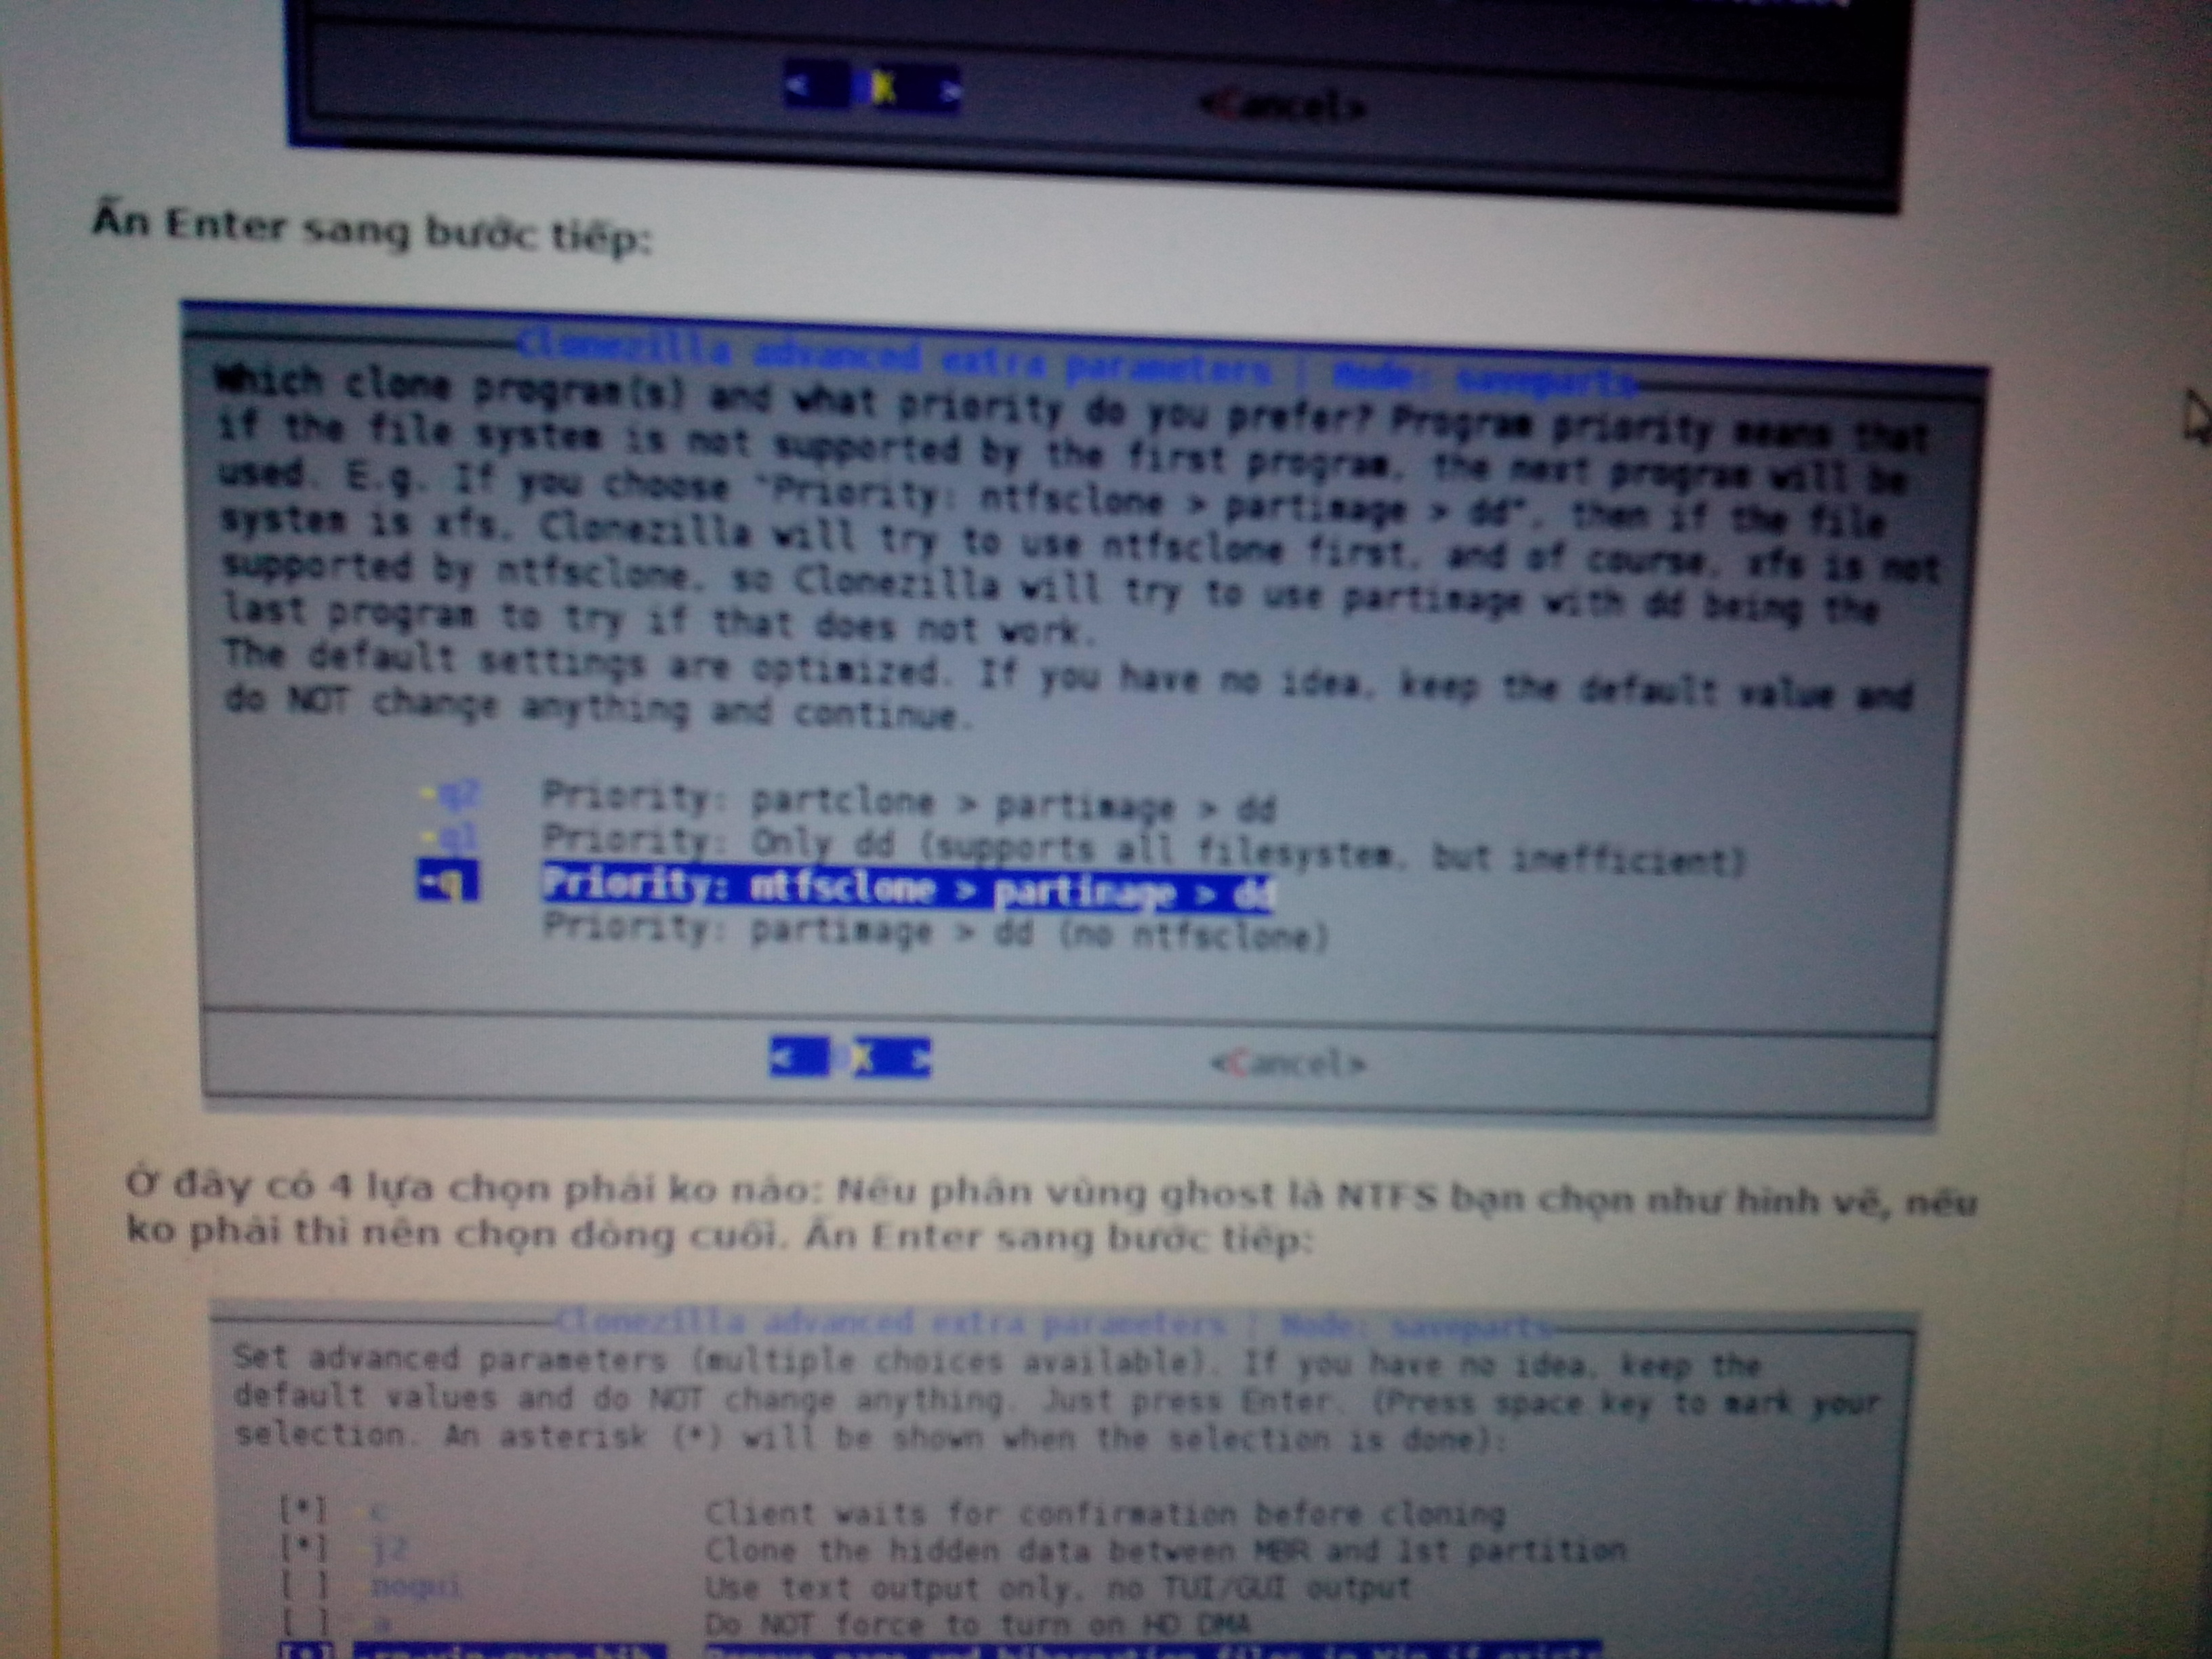 <   K  >   <Cancel>
Ấn Enter sang bước tiếp:
Clonezilla advanced extra parameters | Mode: saveparts
Which clone program(s) and what priority do you prefer? Program priority means that
if the file system is not supported by the first program, the next program will be
used. E.g. If you choose "Priority: ntfsclone > partimage > dd", then if the file
system is xfs, Clonezilla will try to use ntfsclone first, and of course, xfs is not
supported by ntfsclone, so Clonezilla will try to use partimage with dd being the
last program to try if that does not work.
The default settings are optimized. If you have no idea, keep the default value and
do NOT change anything and continue.
-q2 Priority: partclone > partimage > dd
-q1 Priority: Only dd (supports all filesystem, but inefficient)
-q Priority: ntfsclone > partimage > dd
Priority: partimage > dd (no ntfsclone)
<   K  >   <Cancel>
Ở đây có 4 lựa chọn phải ko nào: Nếu phân vùng ghost là NTFS bạn chọn như hình vẽ, nếu
ko phải thì nên chọn dòng cuối. Ấn Enter sang bước tiếp:
Clonezilla advanced extra parameters | Mode: saveparts
Set advanced parameters (multiple choices available). If you have no idea, keep the
default values and do NOT change anything. Just press Enter. (Press space key to mark your
selection. An asterisk (*) will be shown when the selection is done):
[*] c Client waits for confirmation before cloning
[*] j2 Clone the hidden data between MBR and 1st partition
[ ] nogui Use text output only, no TUI/GUI output
[ ] a Do NOT force to turn on HD DMA